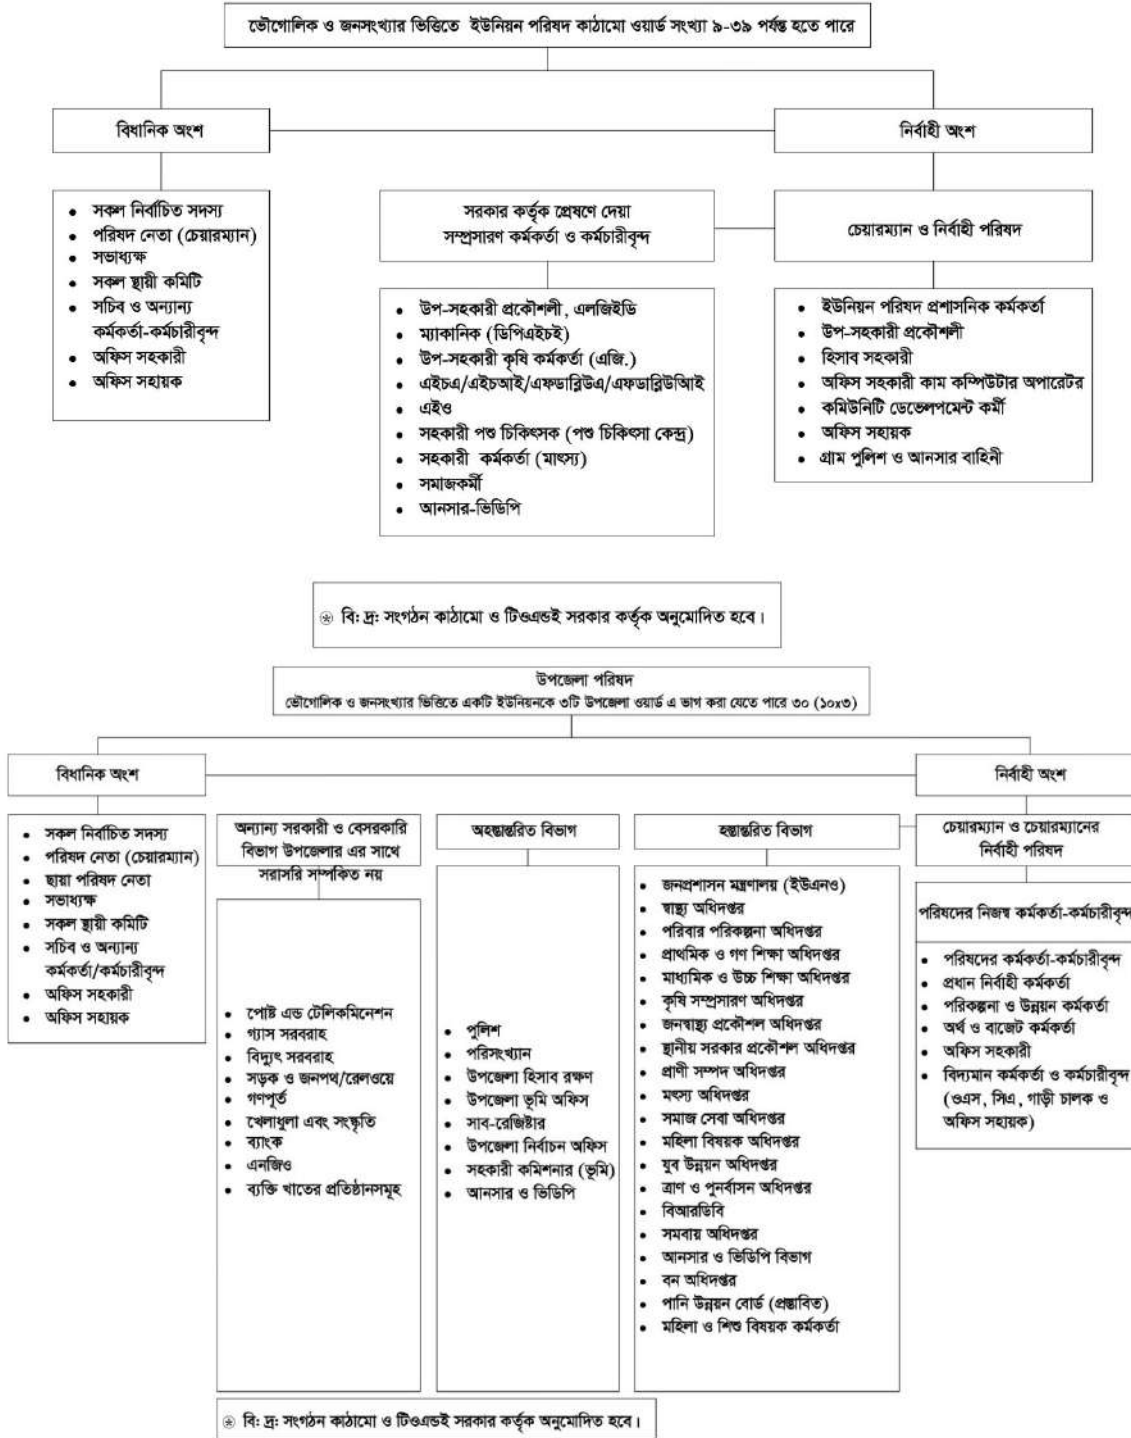 ভৌগোলিক ও জনসংখ্যার ভিত্তিতে ইউনিয়ন পরিষদ কাঠামো ওয়ার্ড সংখ্যা ৯-৩৯ পর্যন্ত হতে পারে
বিধানিক অংশ
নির্বাহী অংশ
• সকল নির্বাচিত সদস্য
• পরিষদ নেতা (চেয়ারম্যান)
• সভাধ্যক্ষ
• সকল স্থায়ী কমিটি
• সচিব ও অন্যান্য
কর্মকর্তা-কর্মচারীবৃন্দ
• অফিস সহকারী
• অফিস সহায়ক
সরকার কর্তৃক প্রেষণে দেয়া
সম্প্রসারণ কর্মকর্তা ও কর্মচারীবৃন্দ
• উপ-সহকারী প্রকৌশলী, এলজিইডি
• ম্যাকানিক (ডিপিএইচই)
• উপ-সহকারী কৃষি কর্মকর্তা (এজি.)
• এইচএ/এইচআই/এফডাব্লিউএ/এফডাব্লিউআিই
• এইও
• সহকারী পশু চিকিৎসক (পশু চিকিৎসা কেন্দ্র)
• সহকারী কর্মকর্তা (মাৎস্য)
• সমাজকর্মী
• আনসার-ভিডিপি
চেয়ারম্যান ও নির্বাহী পরিষদ
• ইউনিয়ন পরিষদ প্রশাসনিক কর্মকর্তা
• উপ-সহকারী প্রকৌশলী
• হিসাব সহকারী
• অফিস সহকারী কাম কম্পিউটার অপারেটর
• কমিউনিটি ডেভেলপমেন্ট কর্মী
• অফিস সহায়ক
• গ্রাম পুলিশ ও আনসার বাহিনী
⊛ বি: দ্র: সংগঠন কাঠামো ও টিওএন্ডই সরকার কর্তৃক অনুমোদিত হবে।
উপজেলা পরিষদ
ভৌগোলিক ও জনসংখ্যার ভিত্তিতে একটি ইউনিয়নকে ৩টি উপজেলা ওয়ার্ড এ ভাগ করা যেতে পারে ৩০ (১০x৩)
বিধানিক অংশ
নির্বাহী অংশ
• সকল নির্বাচিত সদস্য
• পরিষদ নেতা (চেয়ারম্যান)
• ছায়া পরিষদ নেতা
• সভাধ্যক্ষ
• সকল স্থায়ী কমিটি
• সচিব ও অন্যান্য
কর্মকর্তা/কর্মচারীবৃন্দ
• অফিস সহকারী
• অফিস সহায়ক
অন্যান্য সরকারী ও বেসরকারি
বিভাগ উপজেলার এর সাথে
সরাসরি সম্পকিত নয়
• পোষ্ট এন্ড টেলিকমিনেশন
• গ্যাস সরবরাহ
• বিদ্যুৎ সরবরাহ
• সড়ক ও জনপথ/রেলওয়ে
• গণপূর্ত
• খেলাধুলা এবং সংস্কৃতি
• ব্যাংক
• এনজিও
• ব্যক্তি খাতের প্রতিষ্ঠানসমূহ
অহস্তান্তরিত বিভাগ
• পুলিশ
• পরিসংখ্যান
• উপজেলা হিসাব রক্ষণ
• উপজেলা ভূমি অফিস
• সাব-রেজিষ্টার
• উপজেলা নির্বাচন অফিস
• সহকারী কমিশনার (ভূমি)
• আনসার ও ভিডিপি
হস্তান্তরিত বিভাগ
• জনপ্রশাসন মন্ত্রণালয় (ইউএনও)
• স্বাস্থ্য অধিদপ্তর
• পরিবার পরিকল্পনা অধিদপ্তর
• প্রাথমিক ও গণ শিক্ষা অধিদপ্তর
• মাধ্যমিক ও উচ্চ শিক্ষা অধিদপ্তর
• কৃষি সম্প্রসারণ অধিদপ্তর
• জনস্বাস্থ্য প্রকৌশল অধিদপ্তর
• স্থানীয় সরকার প্রকৌশল অধিদপ্তর
• প্রাণী সম্পদ অধিদপ্তর
• মৎস্য অধিদপ্তর
• সমাজ সেবা অধিদপ্তর
• মহিলা বিষয়ক অধিদপ্তর
• যুব উন্নয়ন অধিদপ্তর
• ত্রাণ ও পুনর্বাসন অধিদপ্তর
• বিআরডিবি
• সমবায় অধিদপ্তর
• আনসার ও ভিডিপি বিভাগ
• বন অধিদপ্তর
• পানি উন্নয়ন বোর্ড (প্রস্তাবিত)
• মহিলা ও শিশু বিষয়ক কর্মকর্তা
চেয়ারম্যান ও চেয়ারম্যানের
নির্বাহী পরিষদ
পরিষদের নিজস্ব কর্মকর্তা-কর্মচারীবৃন্দ
• পরিষদের কর্মকর্তা-কর্মচারীবৃন্দ
• প্রধান নির্বাহী কর্মকর্তা
• পরিকল্পনা ও উন্নয়ন কর্মকর্তা
• অর্থ ও বাজেট কর্মকর্তা
• অফিস সহকারী
• বিদ্যমান কর্মকর্তা ও কর্মচারীবৃন্দ
(ওএস, সিএ, গাড়ী চালক ও
অফিস সহায়ক)
⊛ বি: দ্র: সংগঠন কাঠামো ও টিওএন্ডই সরকার কর্তৃক অনুমোদিত হবে।